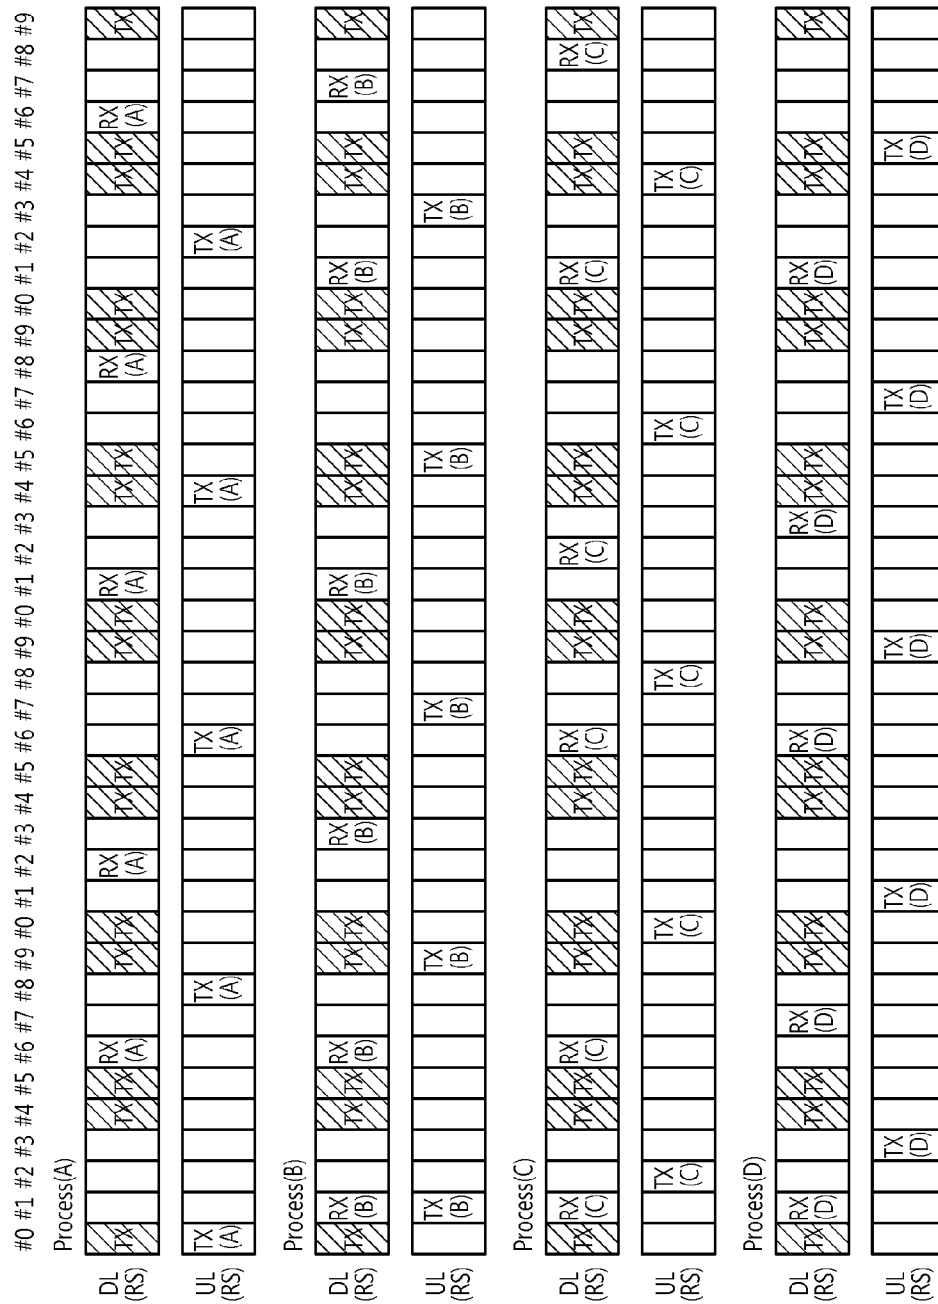 #0 #1 #2 #3 #4 #5 #6 #7 #8 #9 #0 #1 #2 #3 #4 #5 #6 #7 #8 #9 #0 #1 #2 #3 #4 #5 #6 #7 #8 #9 #0 #1 #2 #3 #4 #5 #6 #7 #8 #9
Process(A)
DL TX TX TX RX TX TX RX TX TX TX TX RX TX TX RX TX TX TX TX RX TX
(RS) (A) (A) (A) (A) (A)
UL TX TX TX TX TX
(RS) (A) (A) (A) (A) (A)
Process(B)
DL TX RX TX TX RX TX TX RX TX TX TX TX RX TX TX TX TX RX TX TX RX TX
(RS) (B) (B) (B) (B) (B) (B)
UL TX TX TX TX TX
(RS) (B) (B) (B) (B) (B)
Process(C)
DL TX RX TX TX RX TX TX TX TX RX TX TX RX TX TX TX TX RX TX TX RX TX
(RS) (C) (C) (C) (C) (C) (C)
UL TX TX TX TX TX
(RS) (C) (C) (C) (C) (C)
Process(D)
DL TX RX TX TX RX TX TX TX TX RX TX TX RX TX TX TX TX RX TX TX TX
(RS) (D) (D) (D) (D) (D)
UL TX TX TX TX TX
(RS) (D) (D) (D) (D) (D)